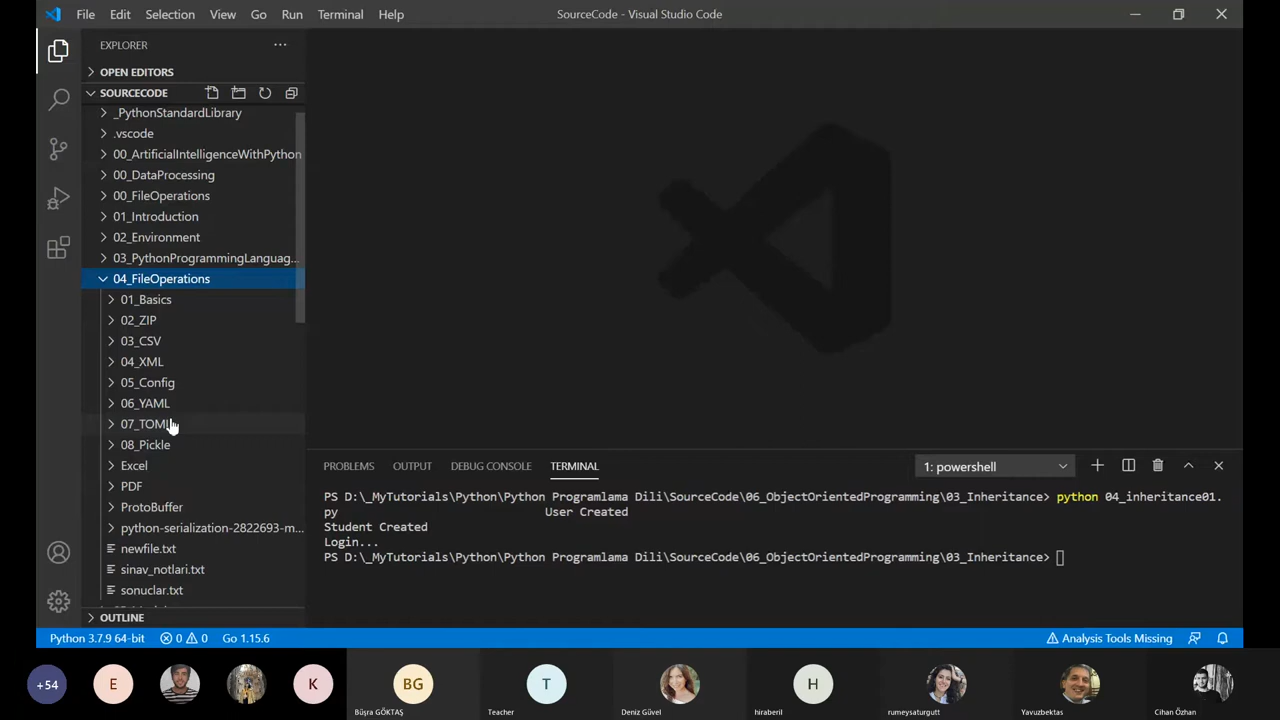 File Edit Selection View Go Run Terminal Help
SourceCode - Visual Studio Code
EXPLORER
OPEN EDITORS
SOURCECODE
_PythonStandardLibrary
.vscode
00_ArtificialIntelligenceWithPython
00_DataProcessing
00_FileOperations
01_Introduction
02_Environment
03_PythonProgrammingLanguag...
04_FileOperations
01_Basics
02_ZIP
03_CSV
04_XML
05_Config
06_YAML
07_TOML
08_Pickle
Excel
PDF
ProtoBuffer
python-serialization-2822693-m...
newfile.txt
sinav_notlari.txt
sonuclar.txt
OUTLINE
PROBLEMS OUTPUT DEBUG CONSOLE TERMINAL
1: powershell
PS D:\_MyTutorials\Python\Python Programlama Dili\SourceCode\06_ObjectOrientedProgramming\03_Inheritance> python 04_inheritance01.
py User Created
Student Created
Login...
PS D:\_MyTutorials\Python\Python Programlama Dili\SourceCode\06_ObjectOrientedProgramming\03_Inheritance>
Python 3.7.9 64-bit 0 0 Go 1.15.6
Analysis Tools Missing
+54 E K BG T H
Büşra GÖKTAŞ Teacher Deniz Güvel hiraberil rumeysaturgutt Yavuzbektas Cihan Özhan